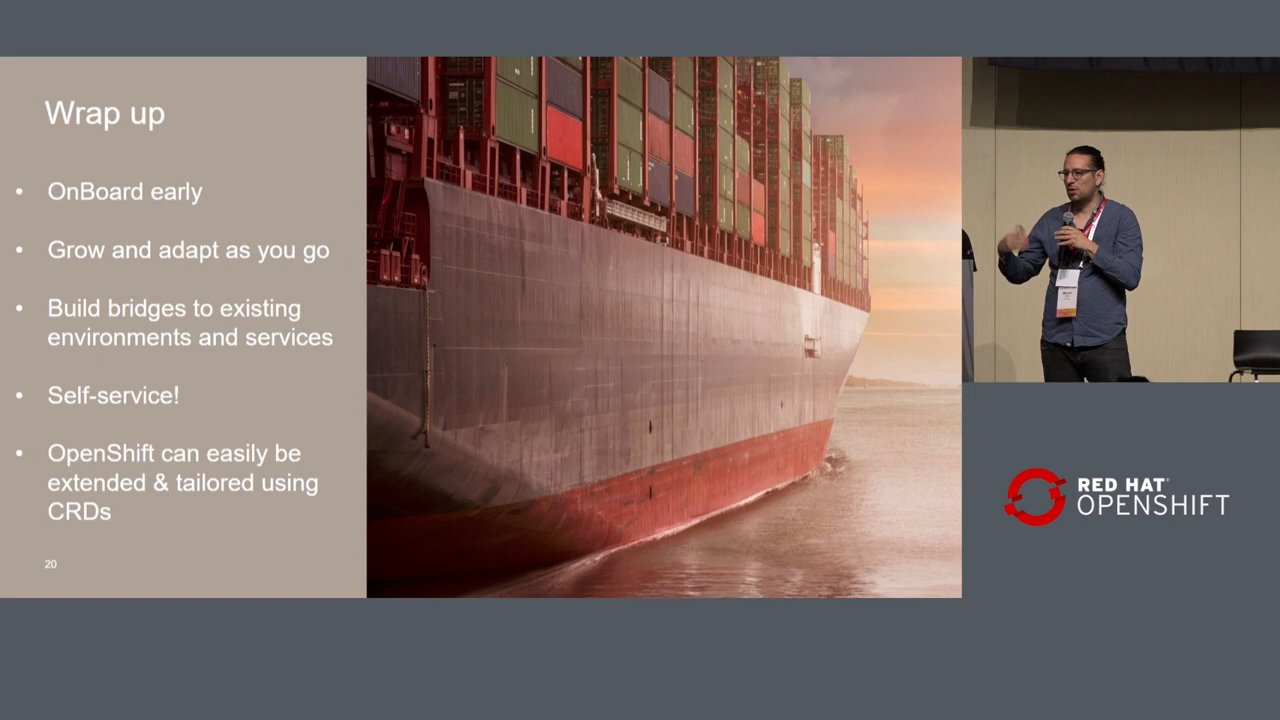 Wrap up
• OnBoard early
• Grow and adapt as you go
• Build bridges to existing
environments and services
• Self-service!
• OpenShift can easily be
extended & tailored using
CRDs
20
RED HAT®
OPENSHIFT